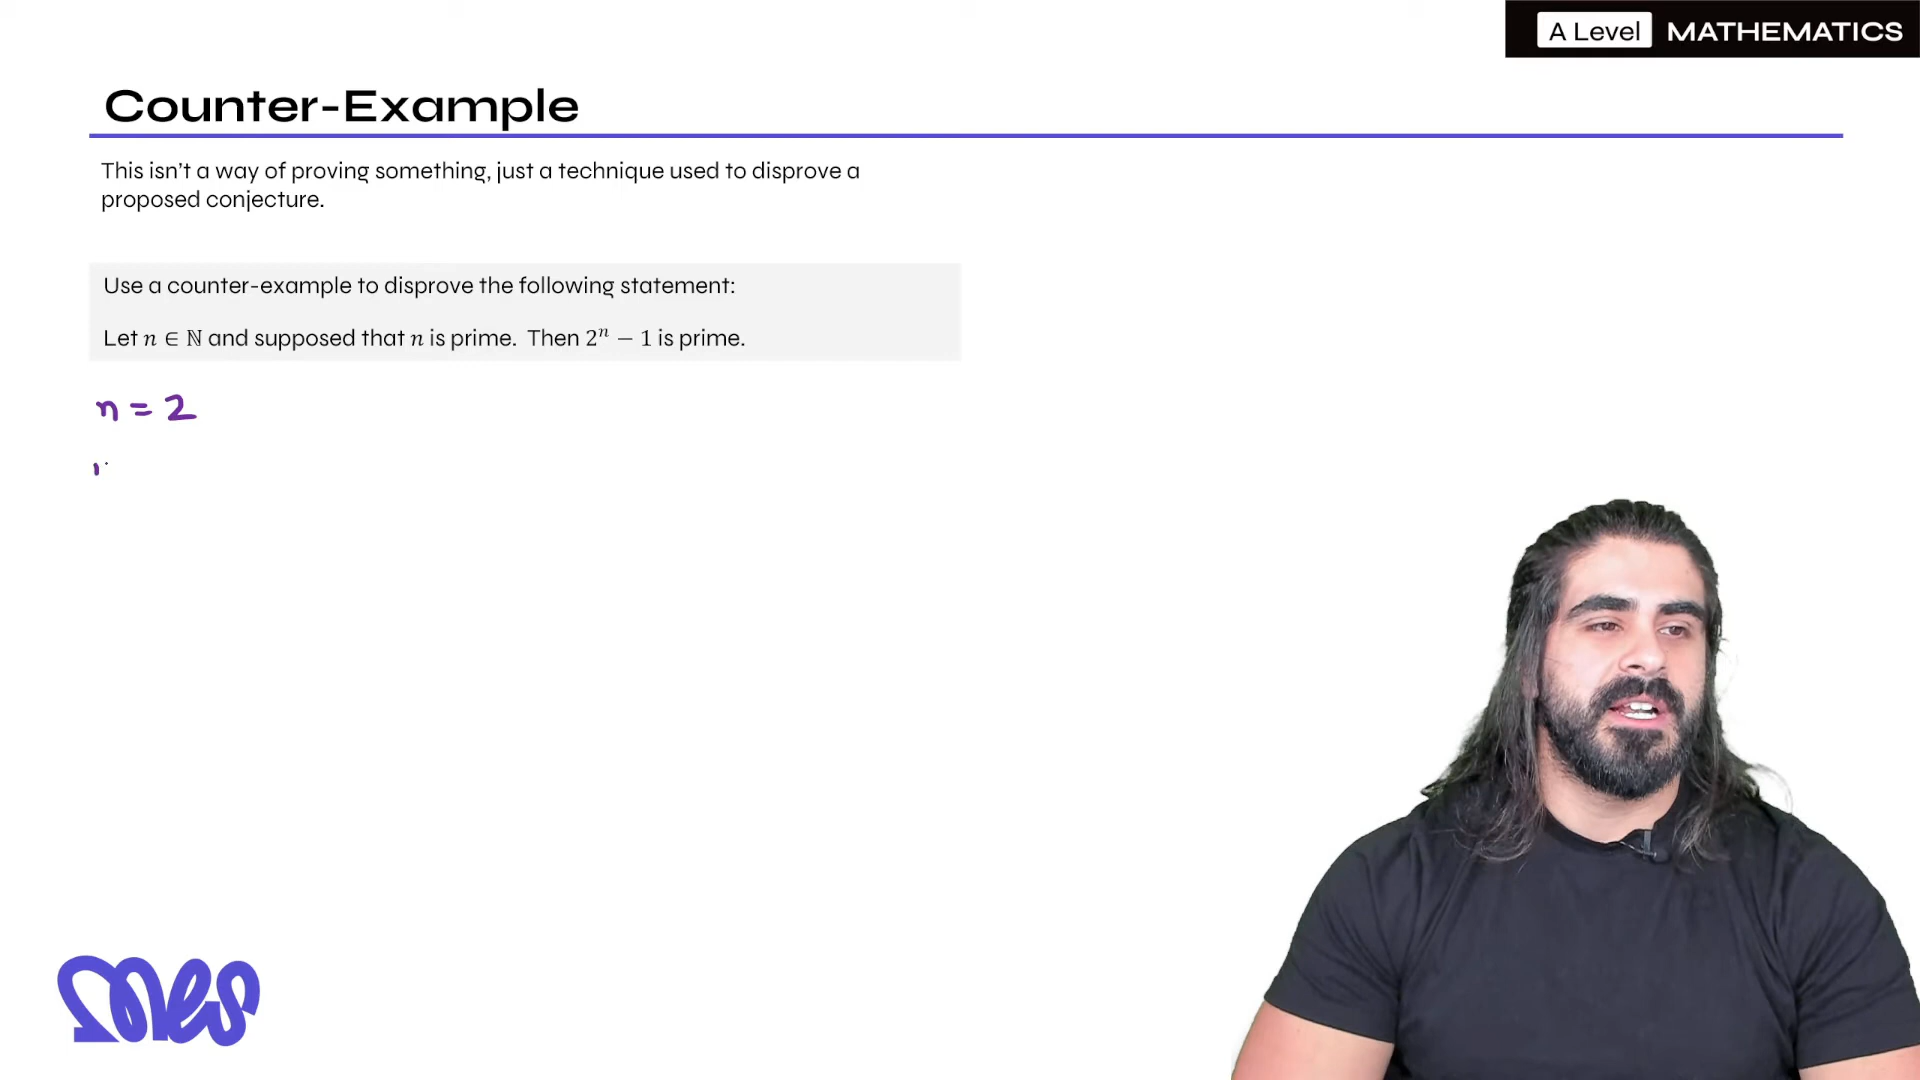 A Level MATHEMATICS
Counter-Example
This isn't a way of proving something, just a technique used to disprove a
proposed conjecture.
Use a counter-example to disprove the following statement:
Let n ∈ ℕ and supposed that n is prime. Then 2ⁿ − 1 is prime.
n = 2
mes